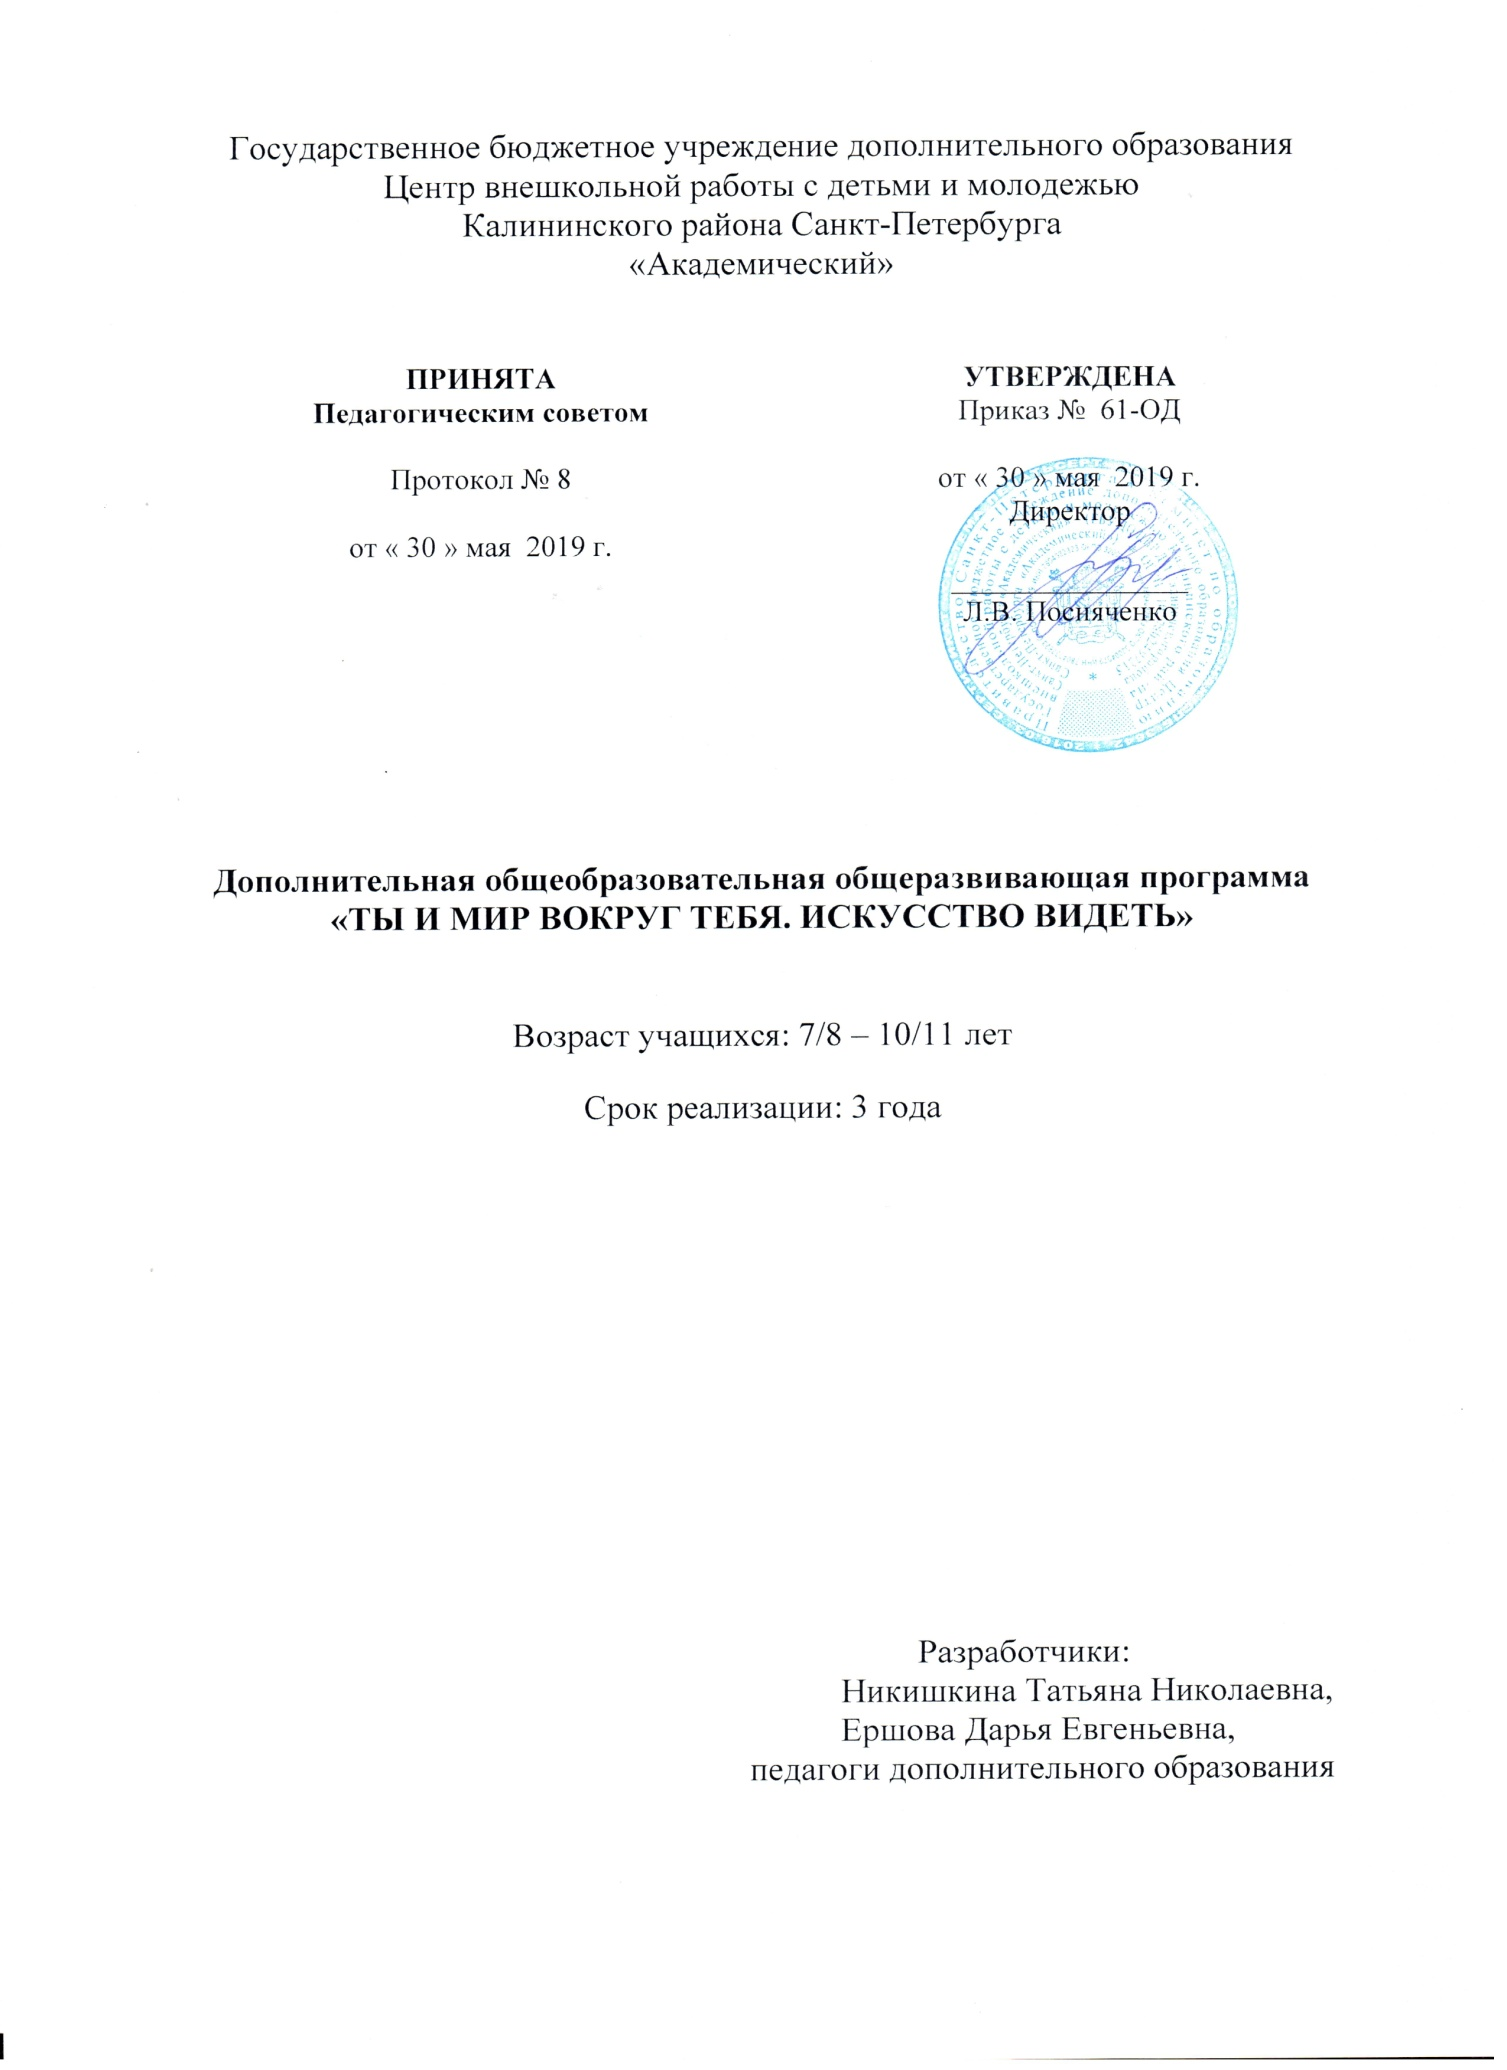 Государственное бюджетное учреждение дополнительного образования
Центр внешкольной работы с детьми и молодежью
Калининского района Санкт-Петербурга
«Академический»
ПРИНЯТА
Педагогическим советом
Протокол № 8
от « 30 » мая 2019 г.
УТВЕРЖДЕНА
Приказ № 61-ОД
от « 30 » мая 2019 г.
Директор
Л.В. Посняченко
Дополнительная общеобразовательная общеразвивающая программа
«ТЫ И МИР ВОКРУГ ТЕБЯ. ИСКУССТВО ВИДЕТЬ»
Возраст учащихся: 7/8 – 10/11 лет
Срок реализации: 3 года
Разработчики:
Никишкина Татьяна Николаевна,
Ершова Дарья Евгеньевна,
педагоги дополнительного образования